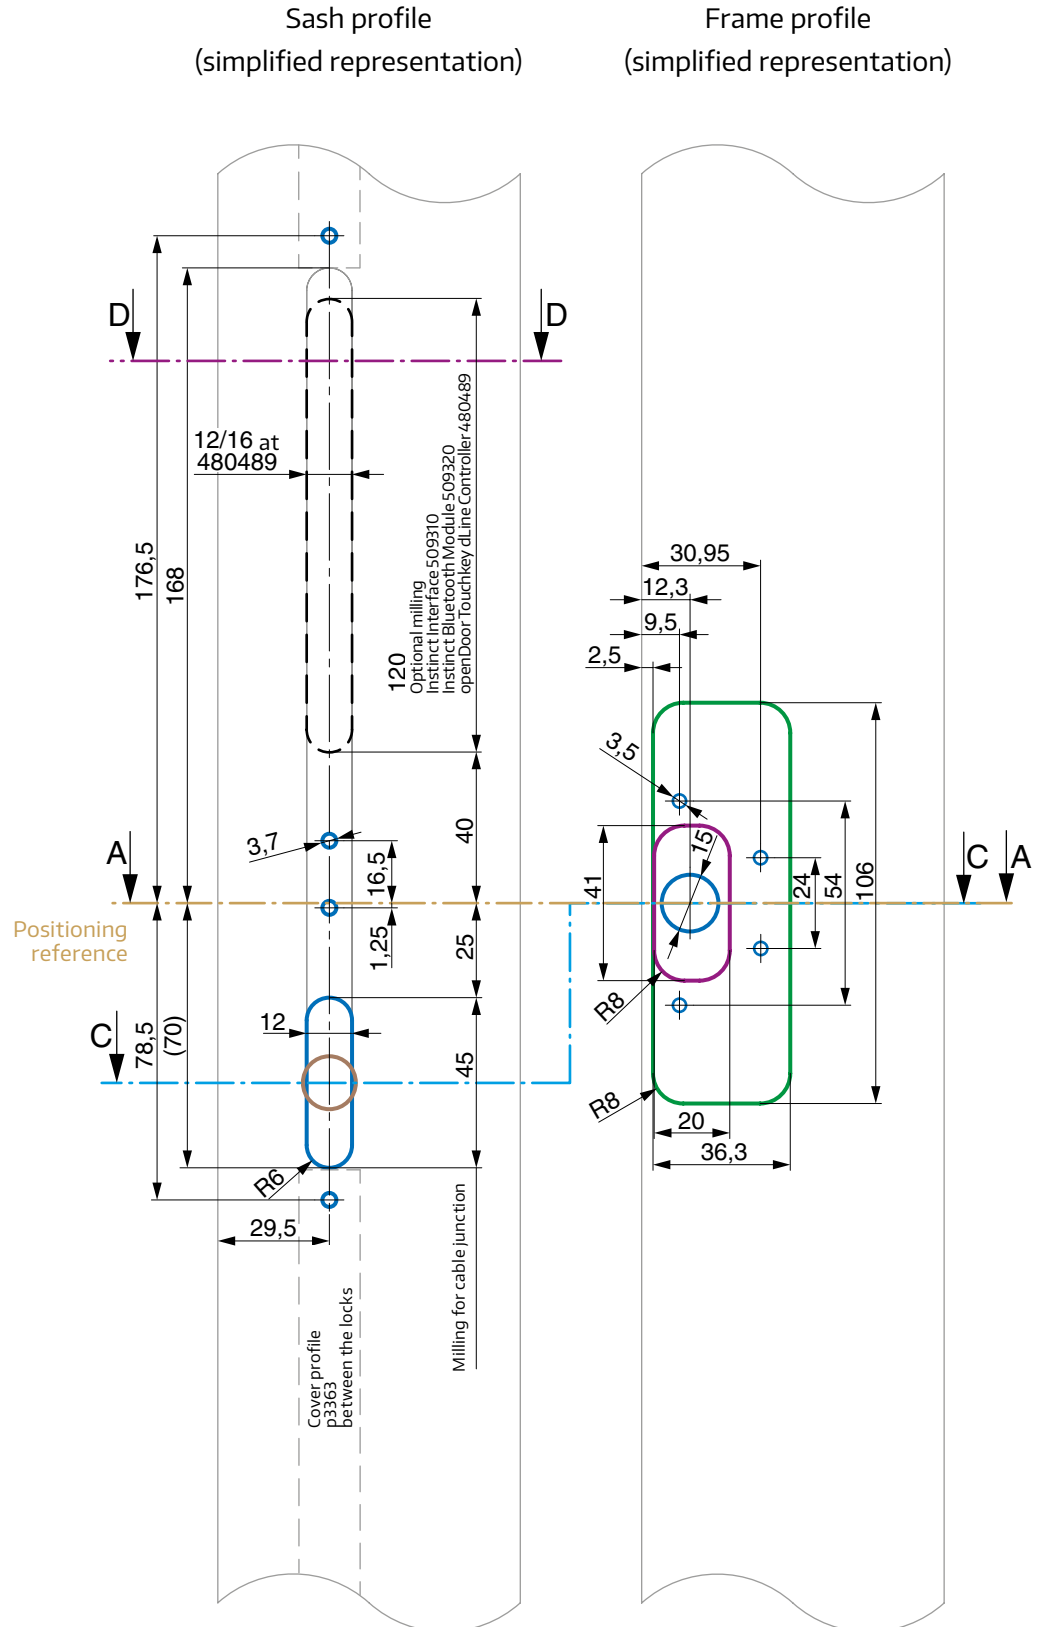 Sash profile
(simplified representation)
Frame profile
(simplified representation)
D
D
12/16 at
480489
176,5
168
120
Optional milling
Instinct Interface 509310
Instinct Bluetooth Module 509320
openDoor Touchkey dLine Controller 480489
30,95
12,3
9,5
2,5
3,5
15
41
24
54
106
R8
R8
20
36,3
3,7
16,5
40
A
C
A
Positioning
reference
1,25
25
C
78,5
(70)
12
45
R6
29,5
Milling for cable junction
Cover profile
p3363
between the locks